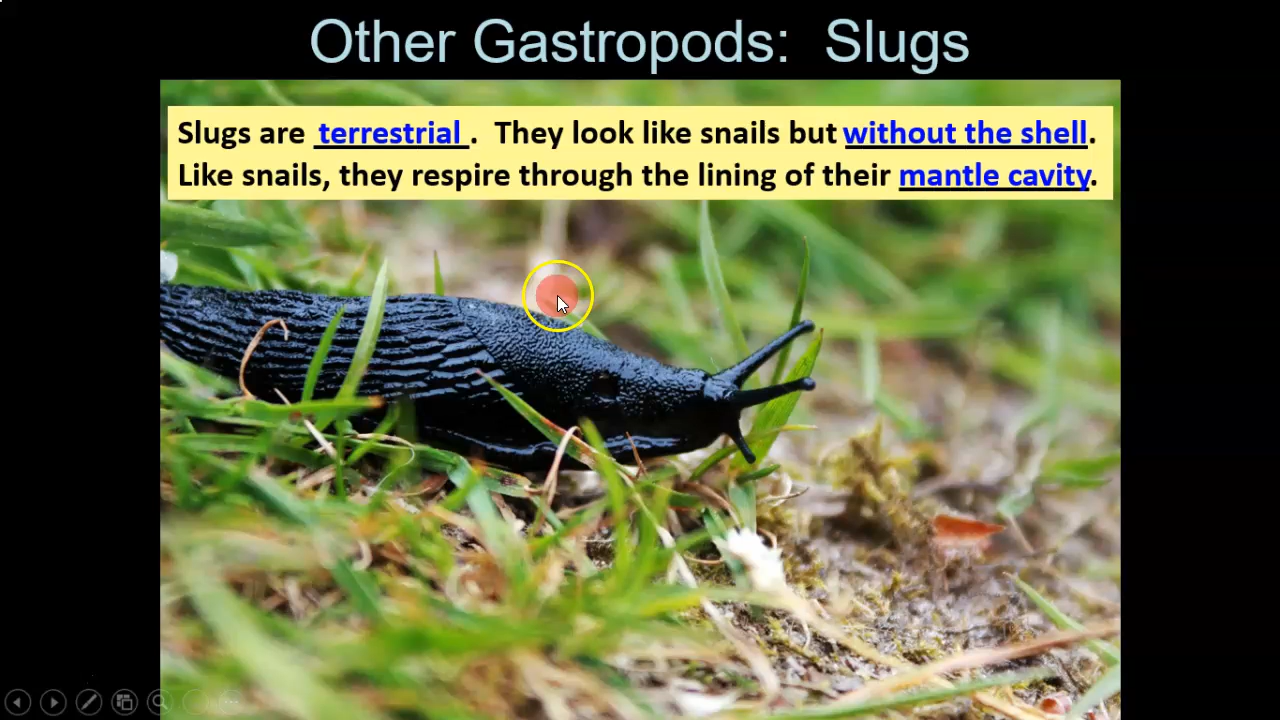 Other Gastropods: Slugs
Slugs are terrestrial. They look like snails but without the shell.
Like snails, they respire through the lining of their mantle cavity.